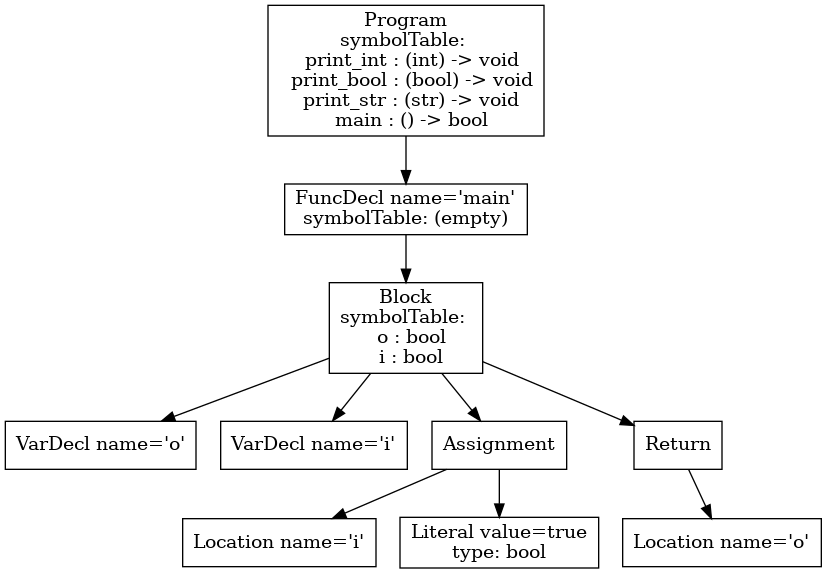 Program
symbolTable:
print_int : (int) -> void
print_bool : (bool) -> void
print_str : (str) -> void
main : () -> bool
FuncDecl name='main'
symbolTable: (empty)
Block
symbolTable:
o : bool
i : bool
VarDecl name='o'
VarDecl name='i'
Assignment
Return
Location name='i'
Literal value=true
type: bool
Location name='o'